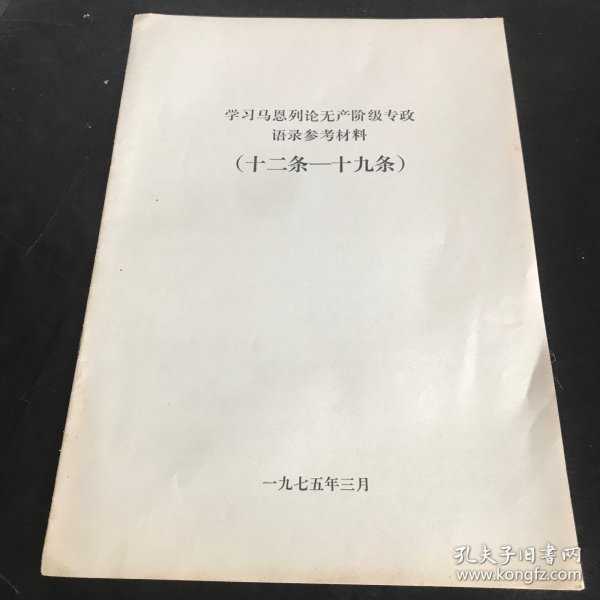 学习马恩列论无产阶级专政
语录参考材料
（十二条—十九条）
一九七五年三月
孔夫子旧书网
www.kongfz.com